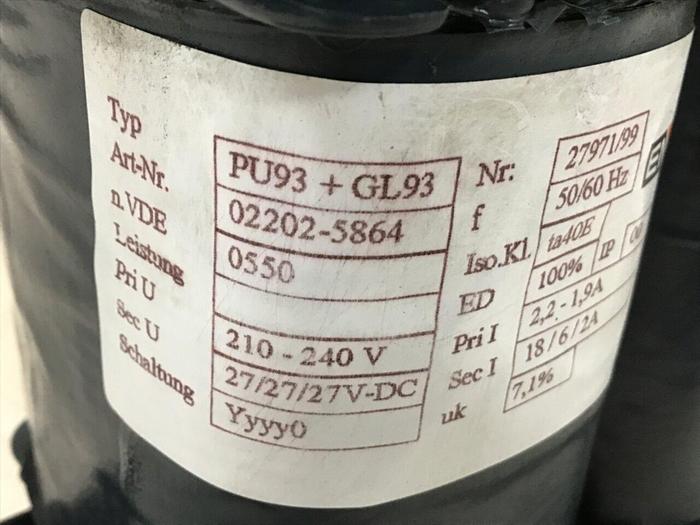 Typ PU93 + GL93 Nr: 27971/99
Art-Nr. 02202-5864 f 50/60 Hz
n.VDE 0550 Iso.Kl. ta40E IP
Leistung ED 100%
Pri U 210 - 240 V Pri I 2,2 - 1,9A
Sec U 27/27/27V-DC Sec I 18 / 6 / 2A
Schaltung Yyyy0 uk 7,1%